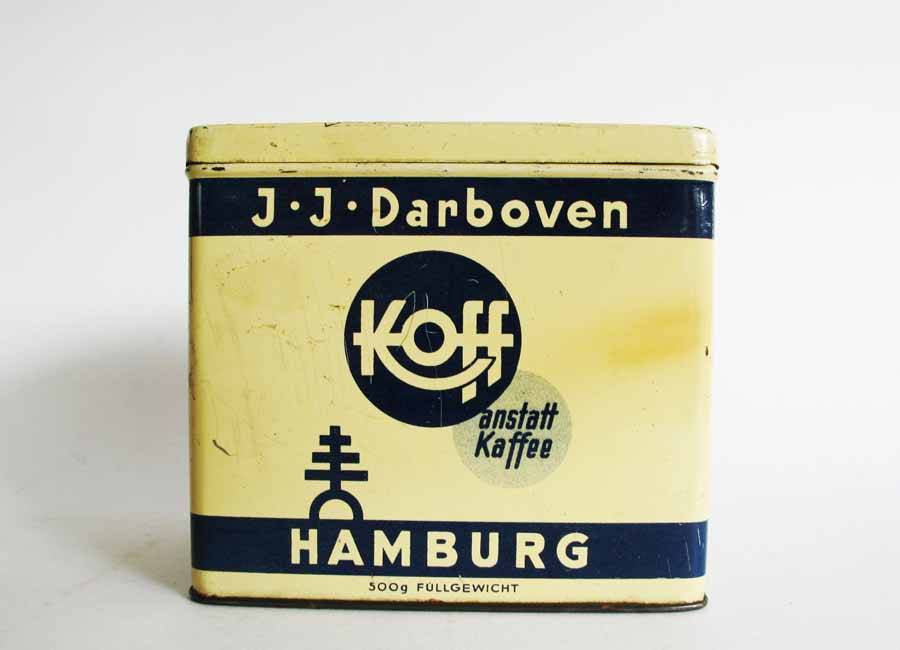 J·J·Darboven
Koff
anstatt
Kaffee
HAMBURG
500g FÜLLGEWICHT